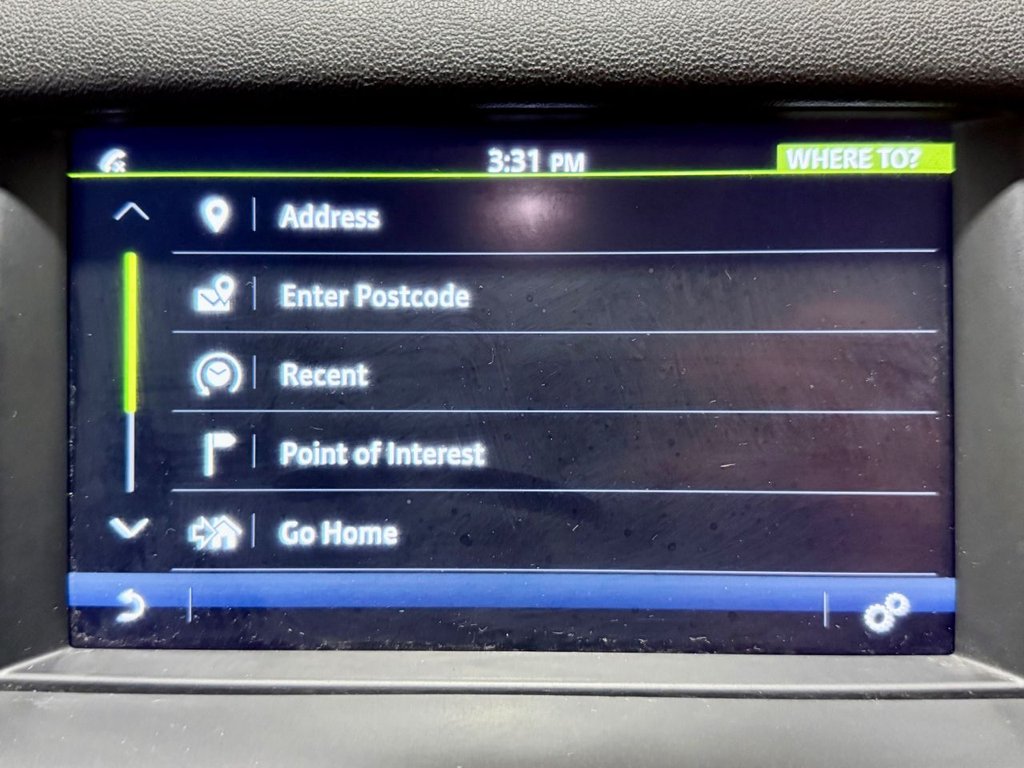 3:31 PM
WHERE TO?
Address
Enter Postcode
Recent
Point of Interest
Go Home